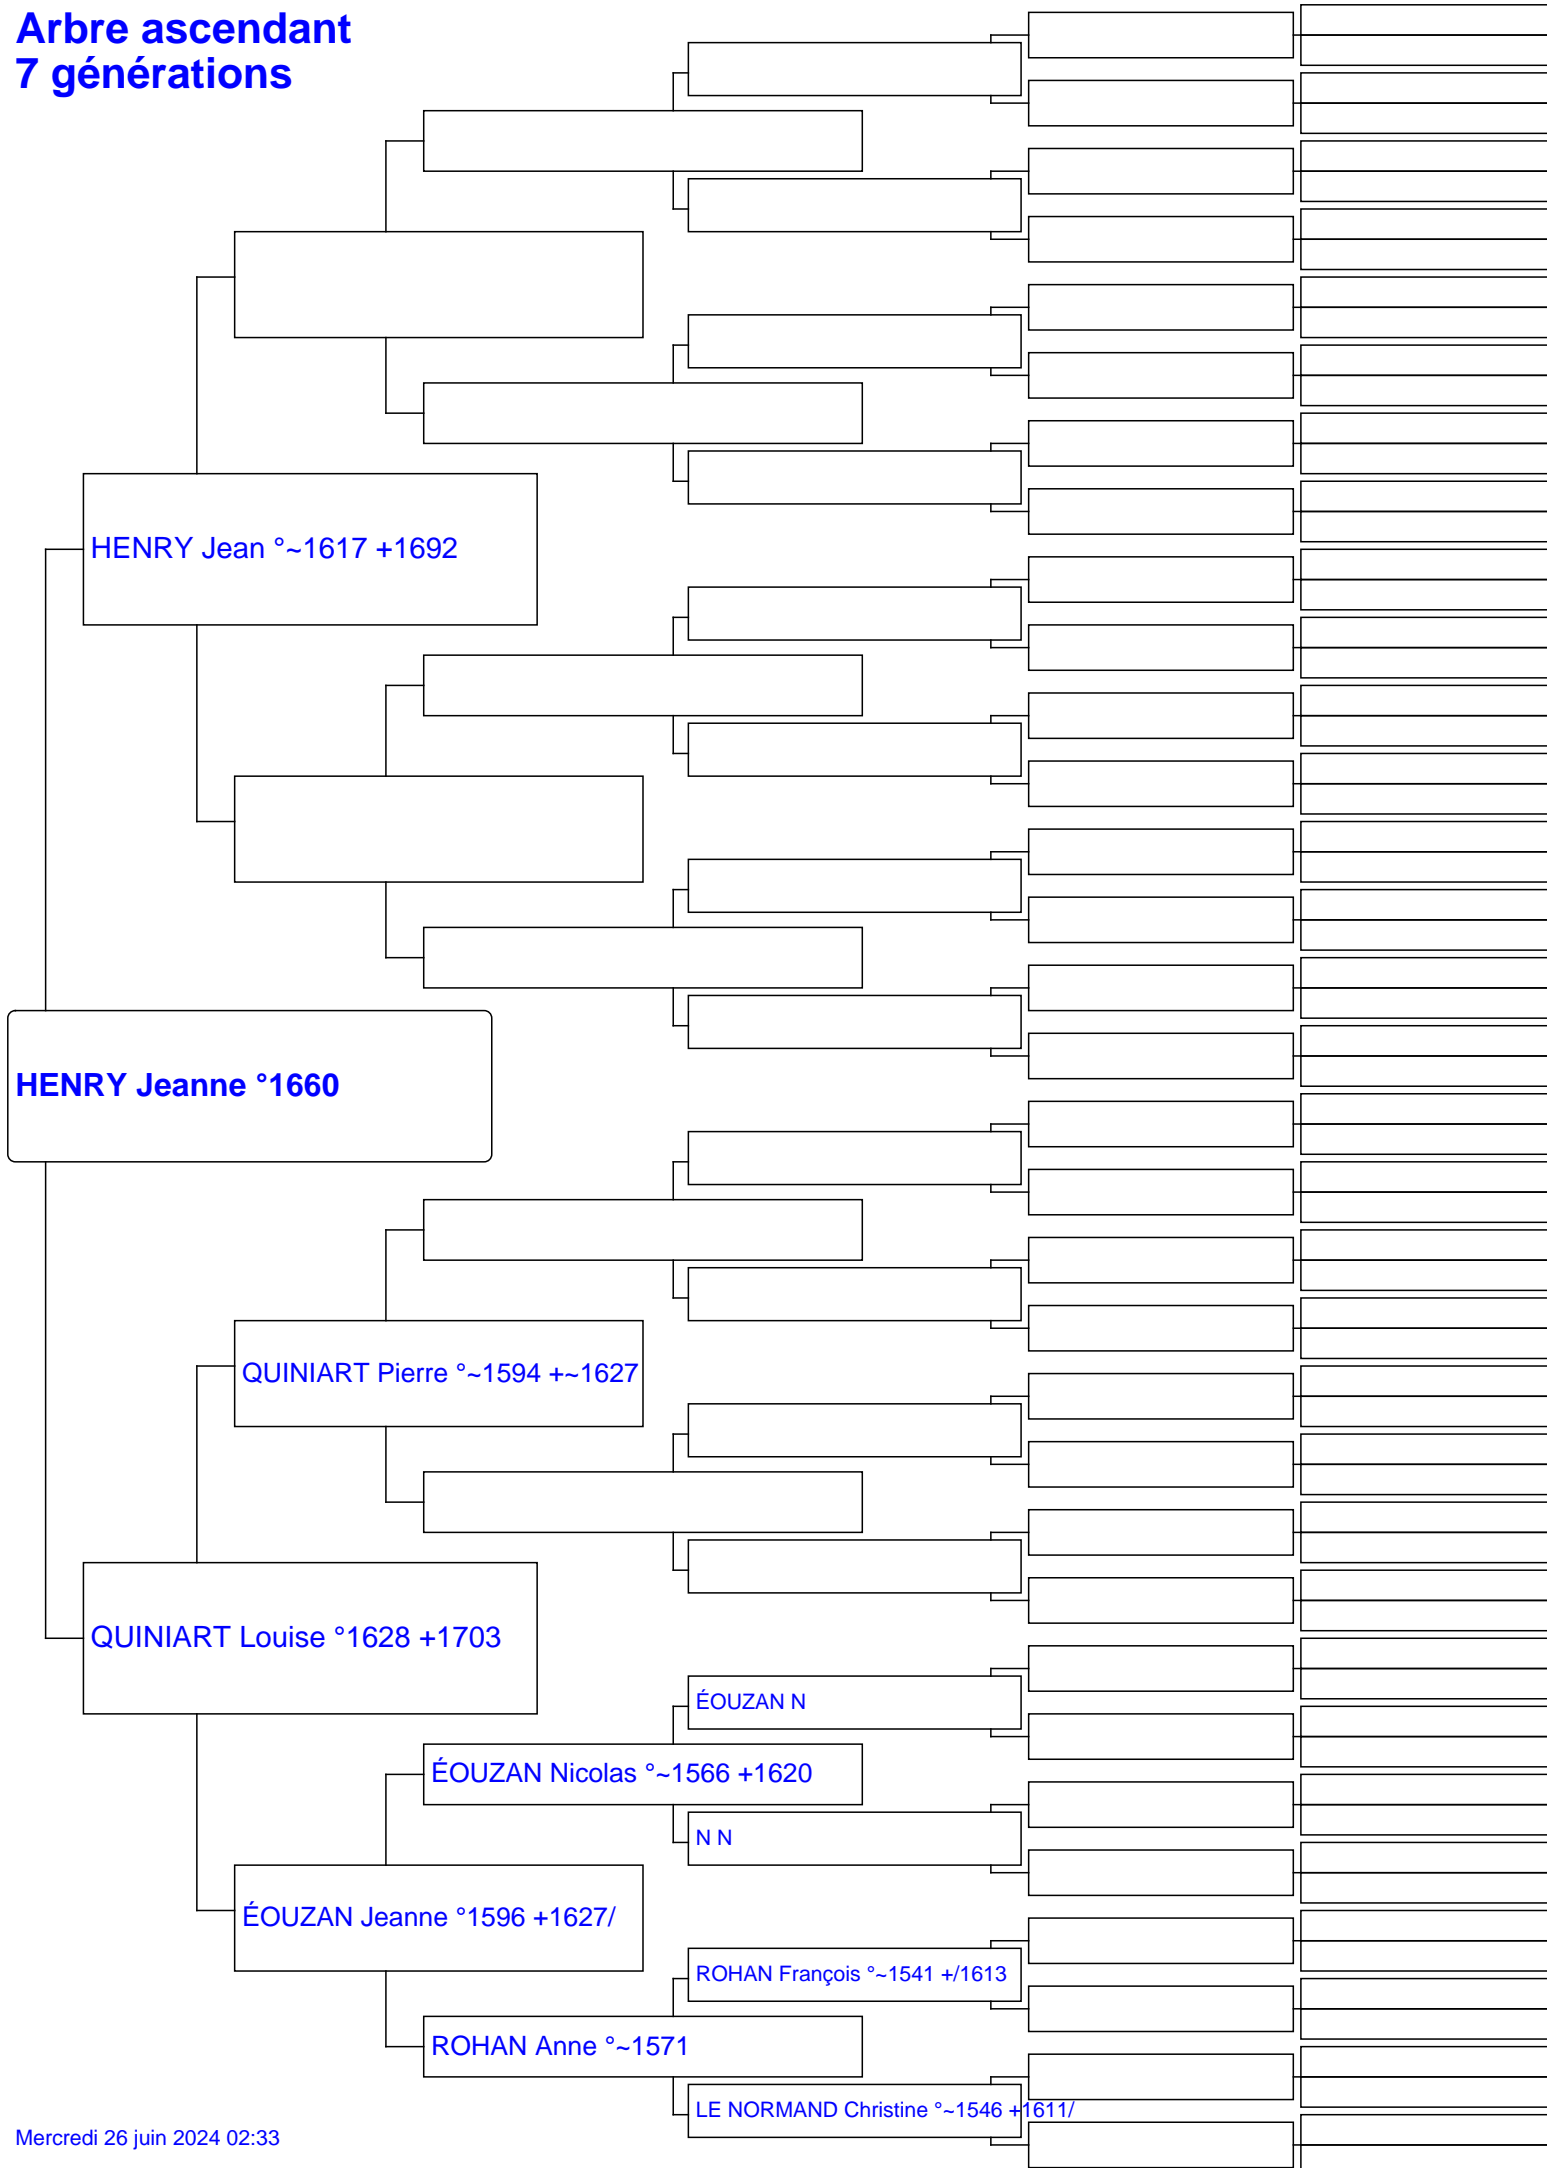 Arbre ascendant
7 générations
HENRY Jean °~1617 +1692
HENRY Jeanne °1660
QUINIART Pierre °~1594 +~1627
QUINIART Louise °1628 +1703
ÉOUZAN N
ÉOUZAN Nicolas °~1566 +1620
N N
ÉOUZAN Jeanne °1596 +1627/
ROHAN François °~1541 +/1613
ROHAN Anne °~1571
LE NORMAND Christine °~1546 +1611/
Mercredi 26 juin 2024 02:33